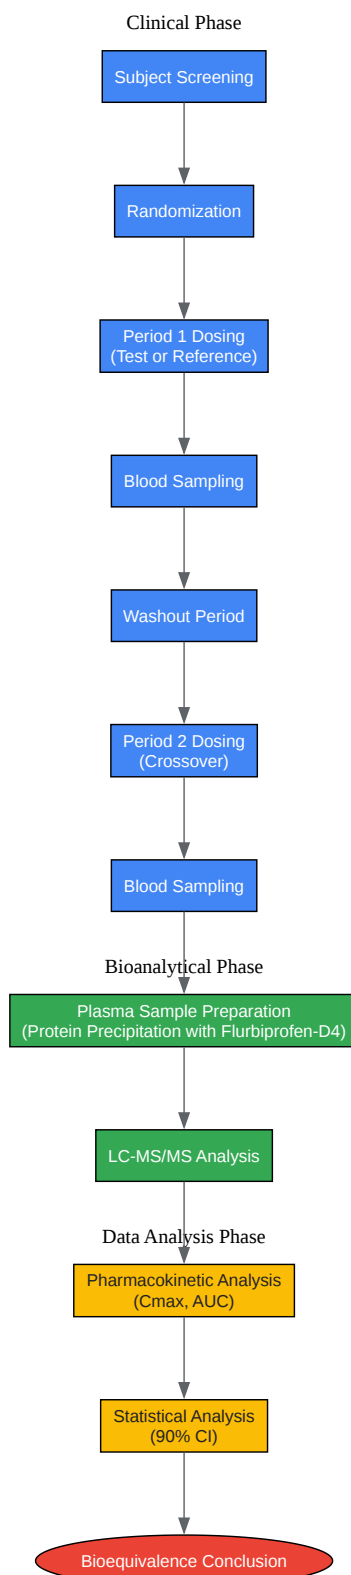 Clinical Phase
Subject Screening
Randomization
Period 1 Dosing
(Test or Reference)
Blood Sampling
Washout Period
Period 2 Dosing
(Crossover)
Blood Sampling
Bioanalytical Phase
Plasma Sample Preparation
(Protein Precipitation with Flurbiprofen-D4)
LC-MS/MS Analysis
Data Analysis Phase
Pharmacokinetic Analysis
(Cmax, AUC)
Statistical Analysis
(90% CI)
Bioequivalence Conclusion